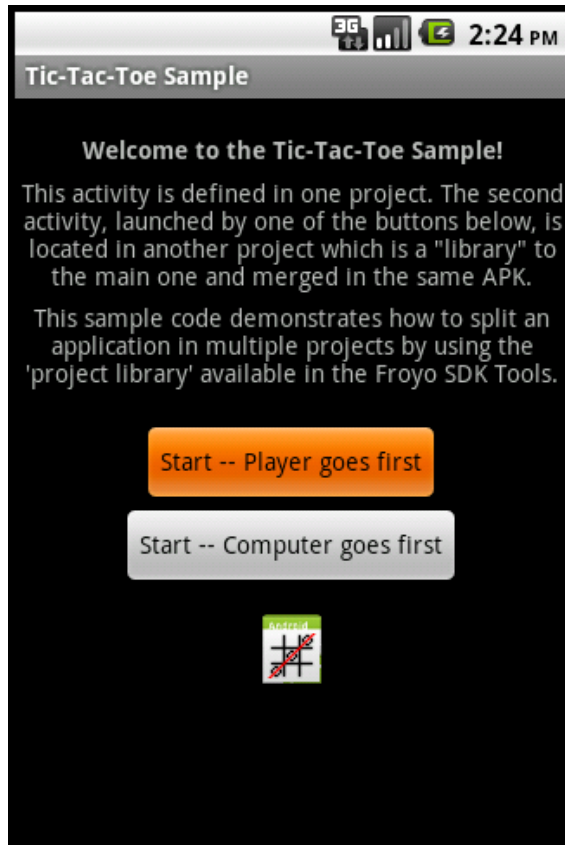 3G 2:24 PM
Tic-Tac-Toe Sample
Welcome to the Tic-Tac-Toe Sample!
This activity is defined in one project. The second
activity, launched by one of the buttons below, is
located in another project which is a "library" to
the main one and merged in the same APK.
This sample code demonstrates how to split an
application in multiple projects by using the
'project library' available in the Froyo SDK Tools.
Start -- Player goes first
Start -- Computer goes first
Android